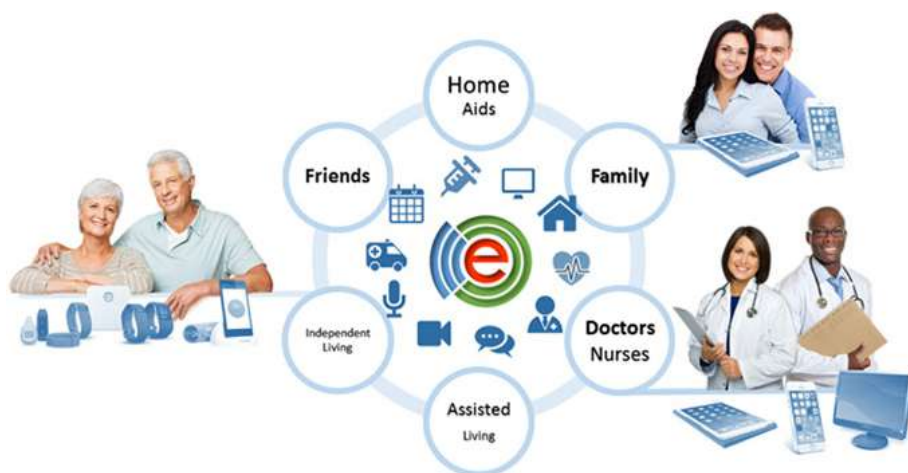 Home
Aids
Friends
Family
e
Independent
Living
Doctors
Nurses
Assisted
Living